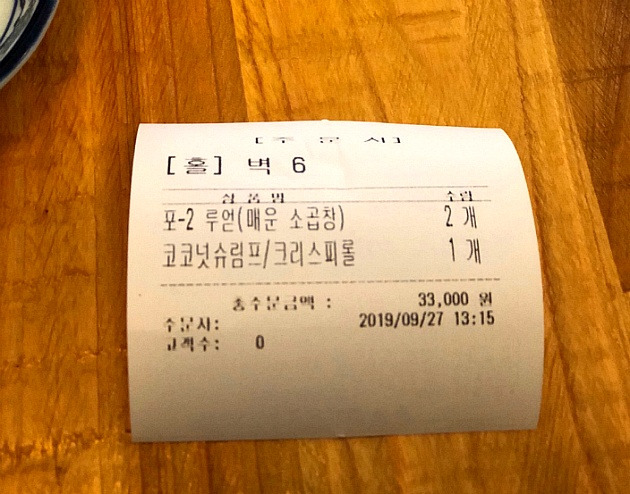 [주 문 서]
[홀] 벽 6
상 품 명 수량
포-2 루얻(매운 소곱창) 2 개
코코넛슈림프/크리스피롤 1 개
총주문금액 : 33,000 원
주문서: 2019/09/27 13:15
고객수: 0